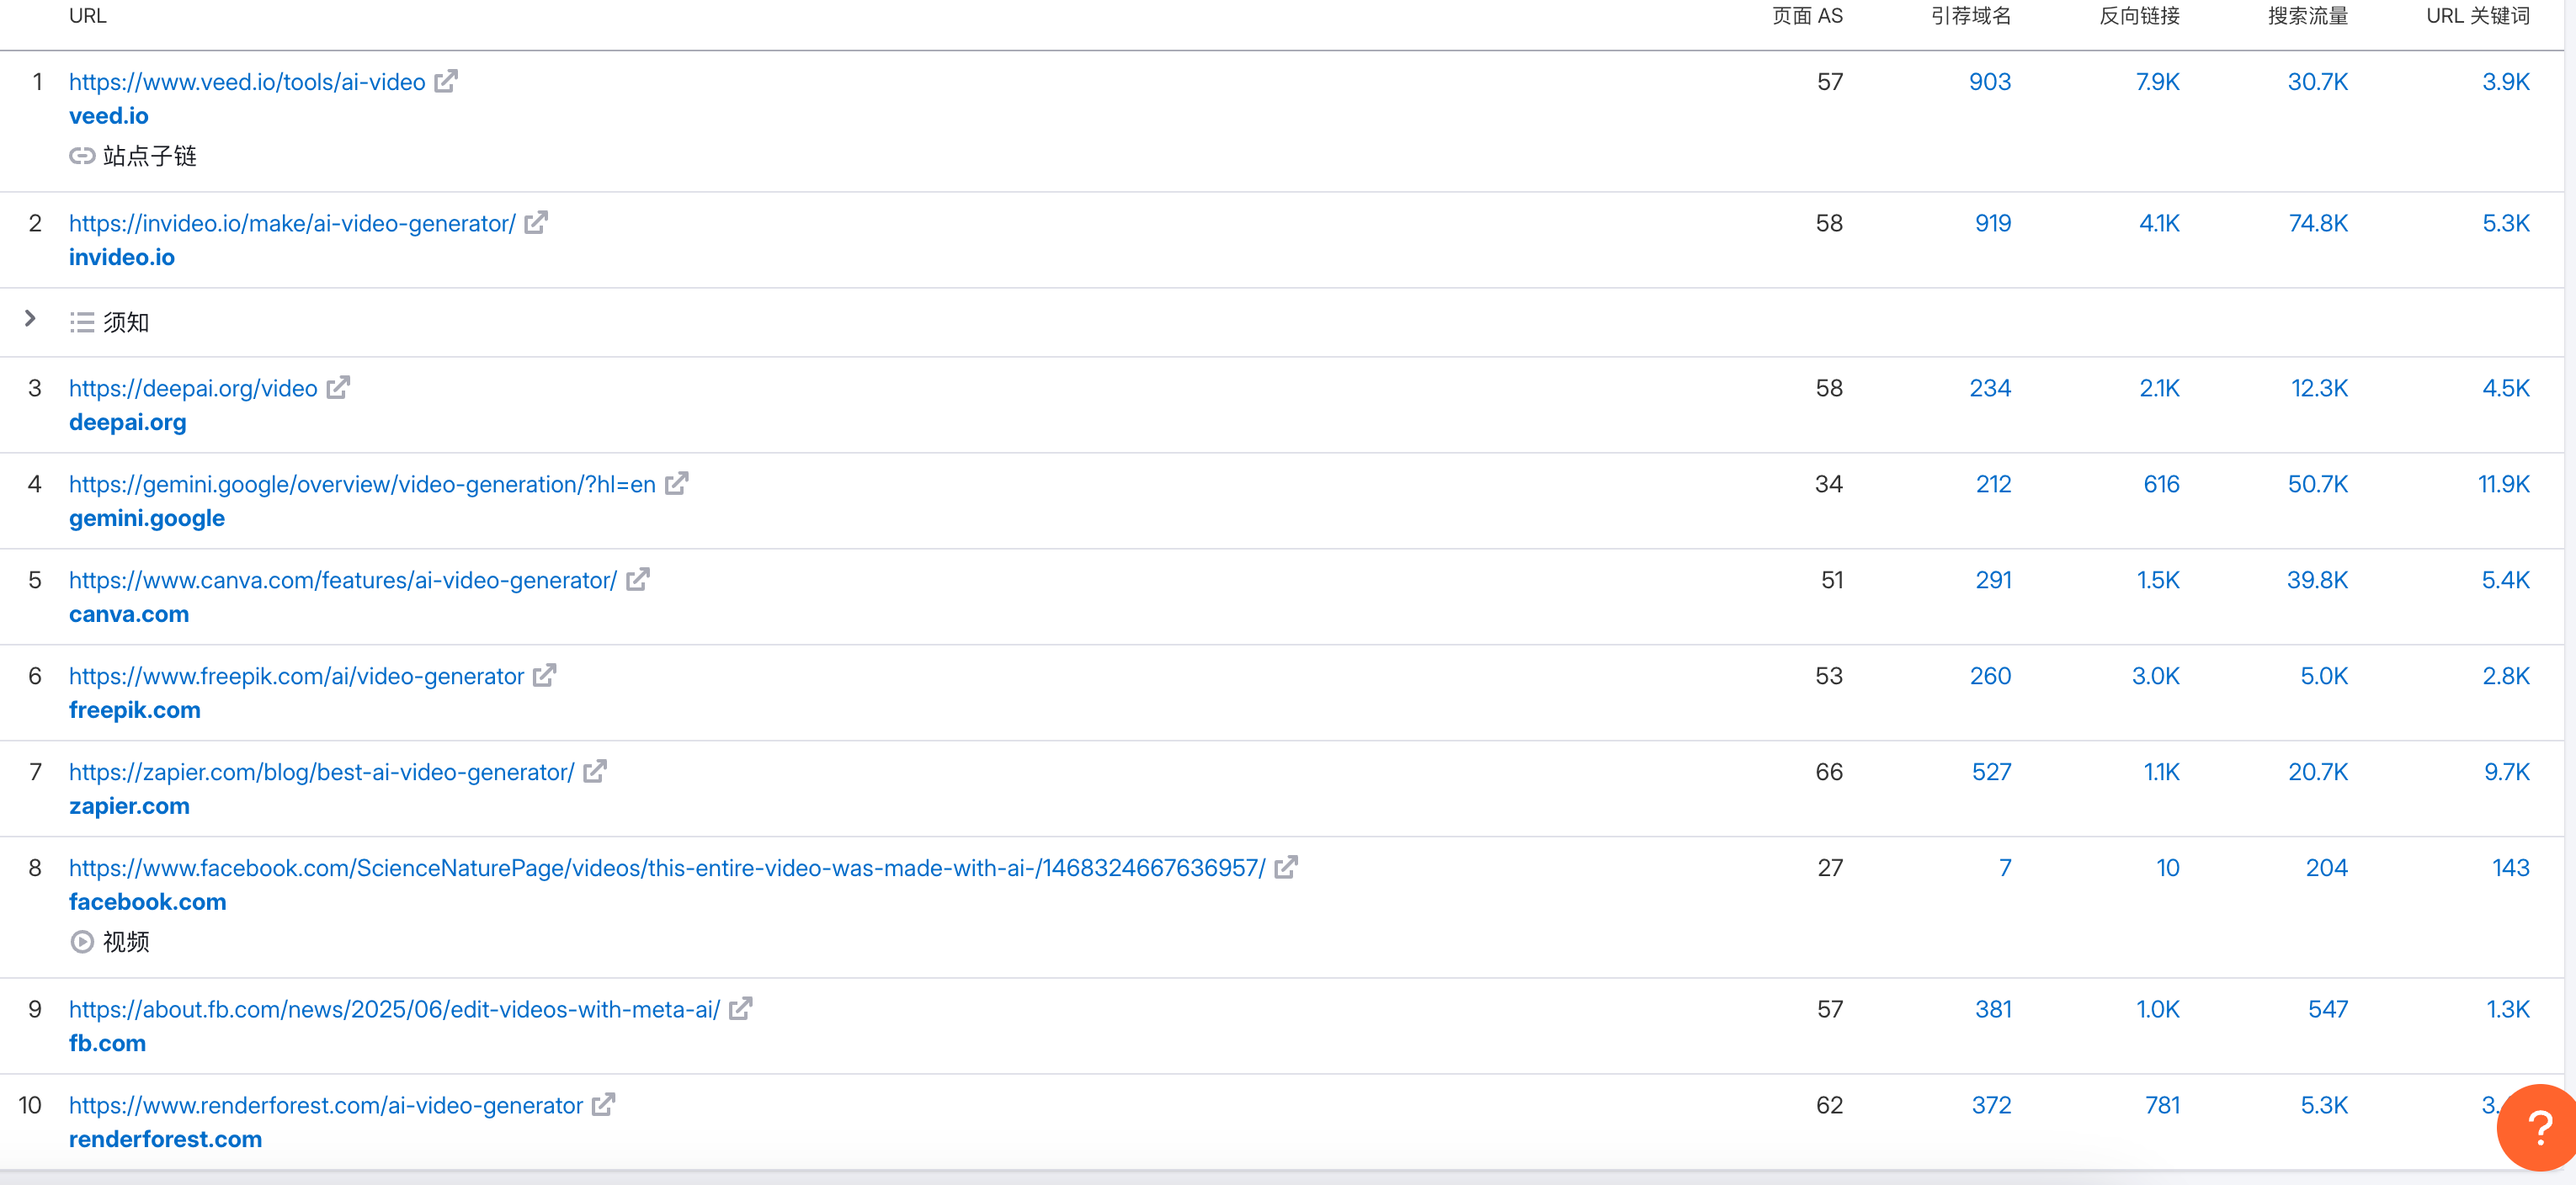 URL 页面 AS 引荐域名 反向链接 搜索流量 URL 关键词
1 https://www.veed.io/tools/ai-video 57 903 7.9K 30.7K 3.9K
veed.io
站点子链
2 https://invideo.io/make/ai-video-generator/ 58 919 4.1K 74.8K 5.3K
invideo.io
须知
3 https://deepai.org/video 58 234 2.1K 12.3K 4.5K
deepai.org
4 https://gemini.google/overview/video-generation/?hl=en 34 212 616 50.7K 11.9K
gemini.google
5 https://www.canva.com/features/ai-video-generator/ 51 291 1.5K 39.8K 5.4K
canva.com
6 https://www.freepik.com/ai/video-generator 53 260 3.0K 5.0K 2.8K
freepik.com
7 https://zapier.com/blog/best-ai-video-generator/ 66 527 1.1K 20.7K 9.7K
zapier.com
8 https://www.facebook.com/ScienceNaturePage/videos/this-entire-video-was-made-with-ai-/1468324667636957/ 27 7 10 204 143
facebook.com
视频
9 https://about.fb.com/news/2025/06/edit-videos-with-meta-ai/ 57 381 1.0K 547 1.3K
fb.com
10 https://www.renderforest.com/ai-video-generator 62 372 781 5.3K
?
renderforest.com